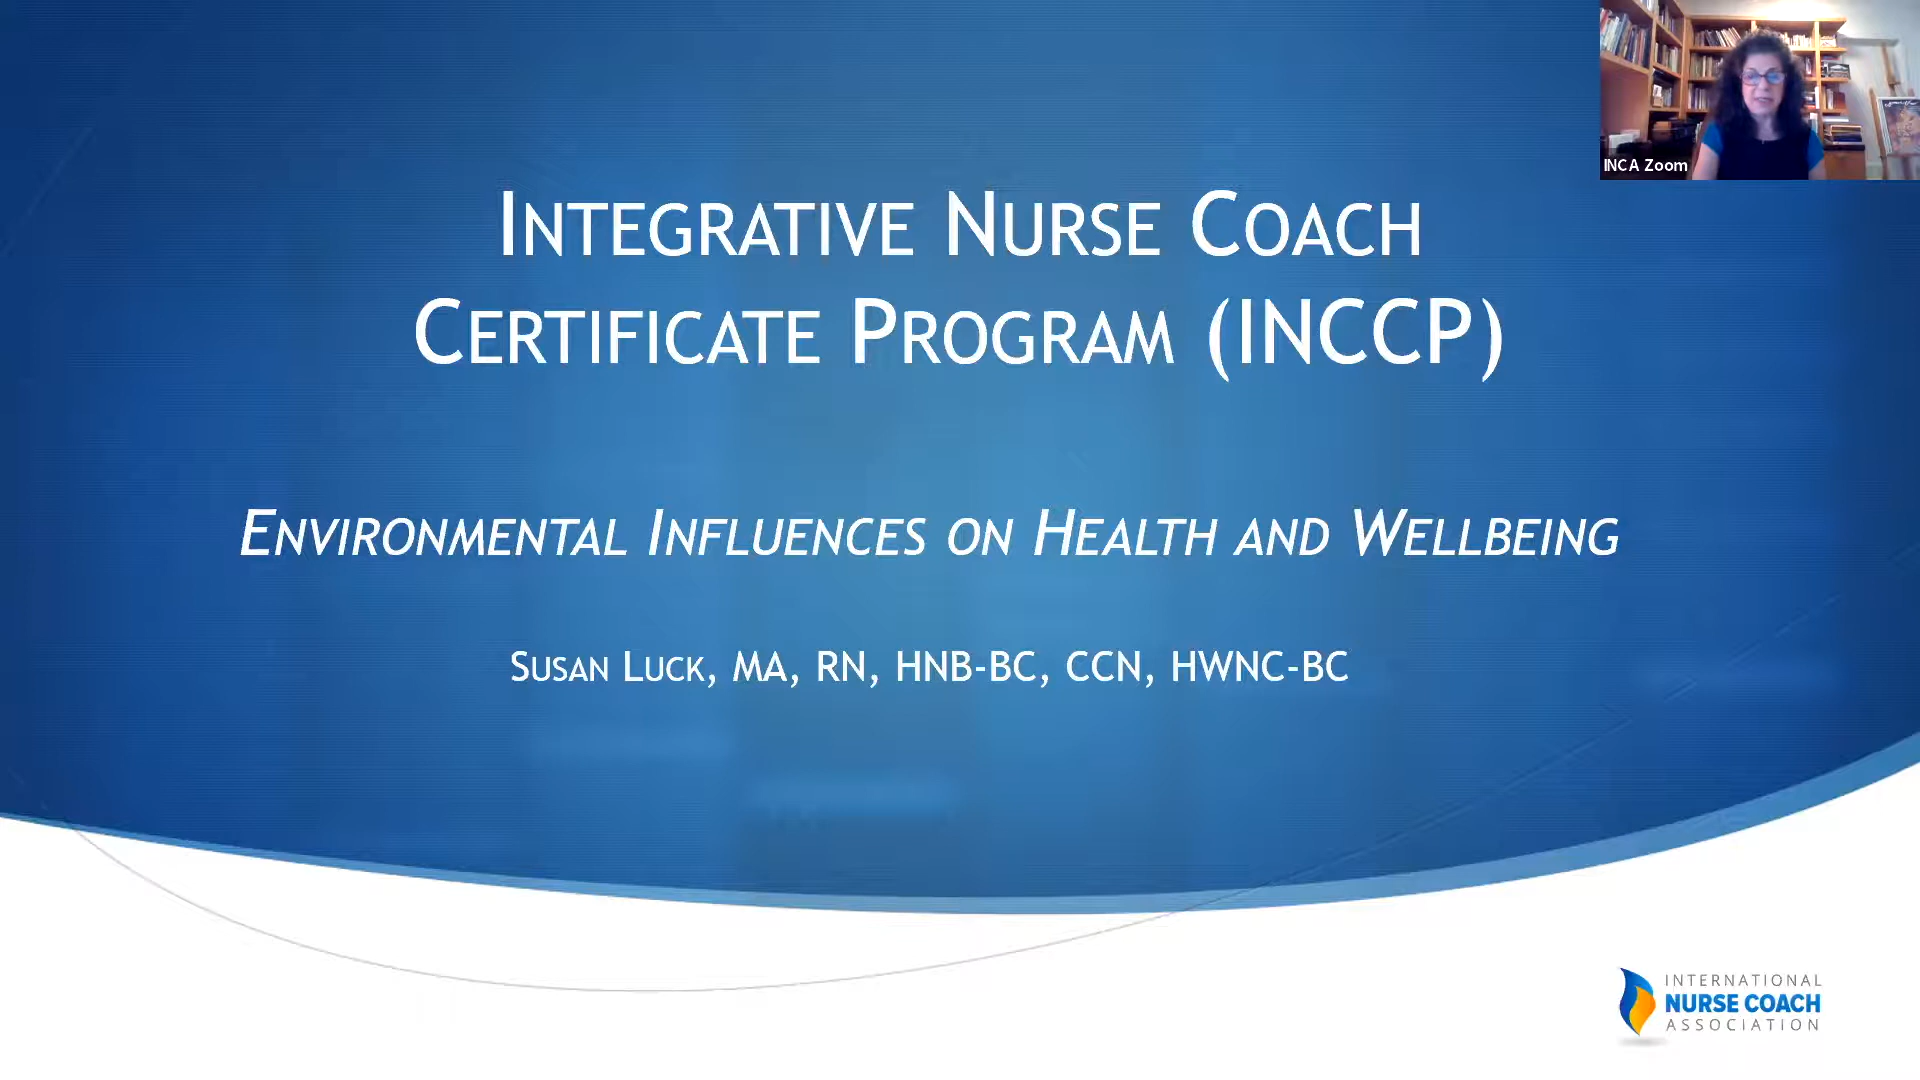 INCA Zoom
INTEGRATIVE NURSE COACH
CERTIFICATE PROGRAM (INCCP)
ENVIRONMENTAL INFLUENCES ON HEALTH AND WELLBEING
SUSAN LUCK, MA, RN, HNB-BC, CCN, HWNC-BC
INTERNATIONAL
NURSE COACH
ASSOCIATION